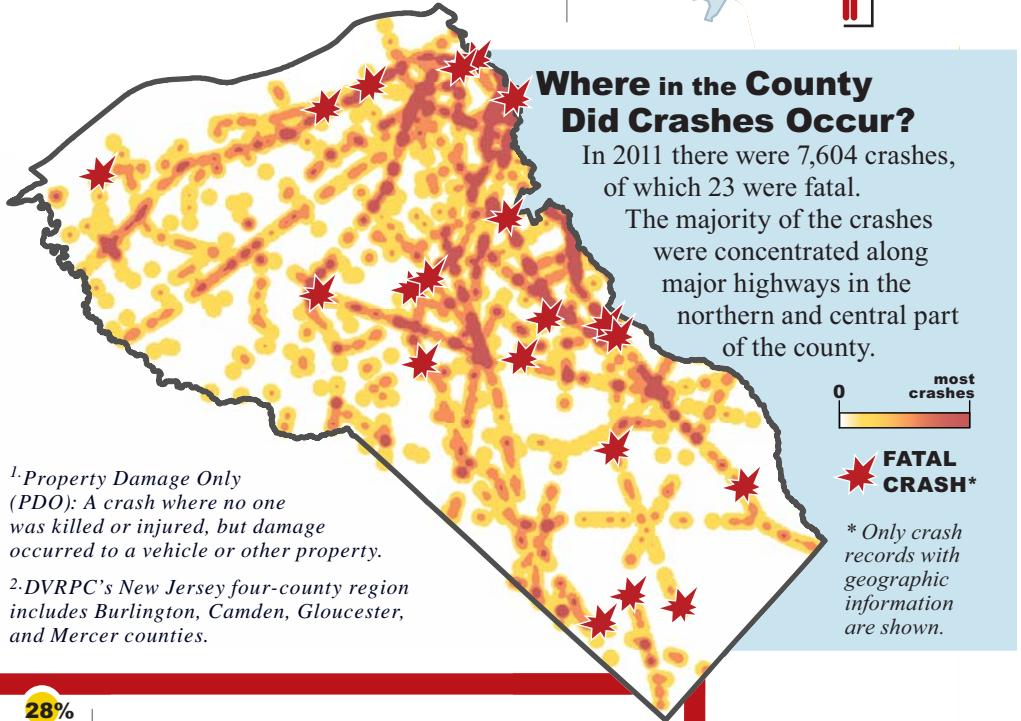 Where in the County
Did Crashes Occur?
In 2011 there were 7,604 crashes,
of which 23 were fatal.
The majority of the crashes
were concentrated along
major highways in the
northern and central part
of the county.
0
most
crashes
FATAL
CRASH*
* Only crash
records with
geographic
information
are shown.
1.Property Damage Only
(PDO): A crash where no one
was killed or injured, but damage
occurred to a vehicle or other property.
2.DVRPC's New Jersey four-county region
includes Burlington, Camden, Gloucester,
and Mercer counties.
28%